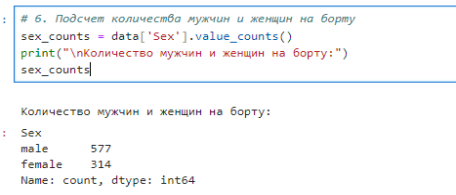 : # 6. Подсчет количества мужчин и женщин на борту
sex_counts = data['Sex'].value_counts()
print("\nКоличество мужчин и женщин на борту:")
sex_counts
Количество мужчин и женщин на борту:
: Sex
male 577
female 314
Name: count, dtype: int64